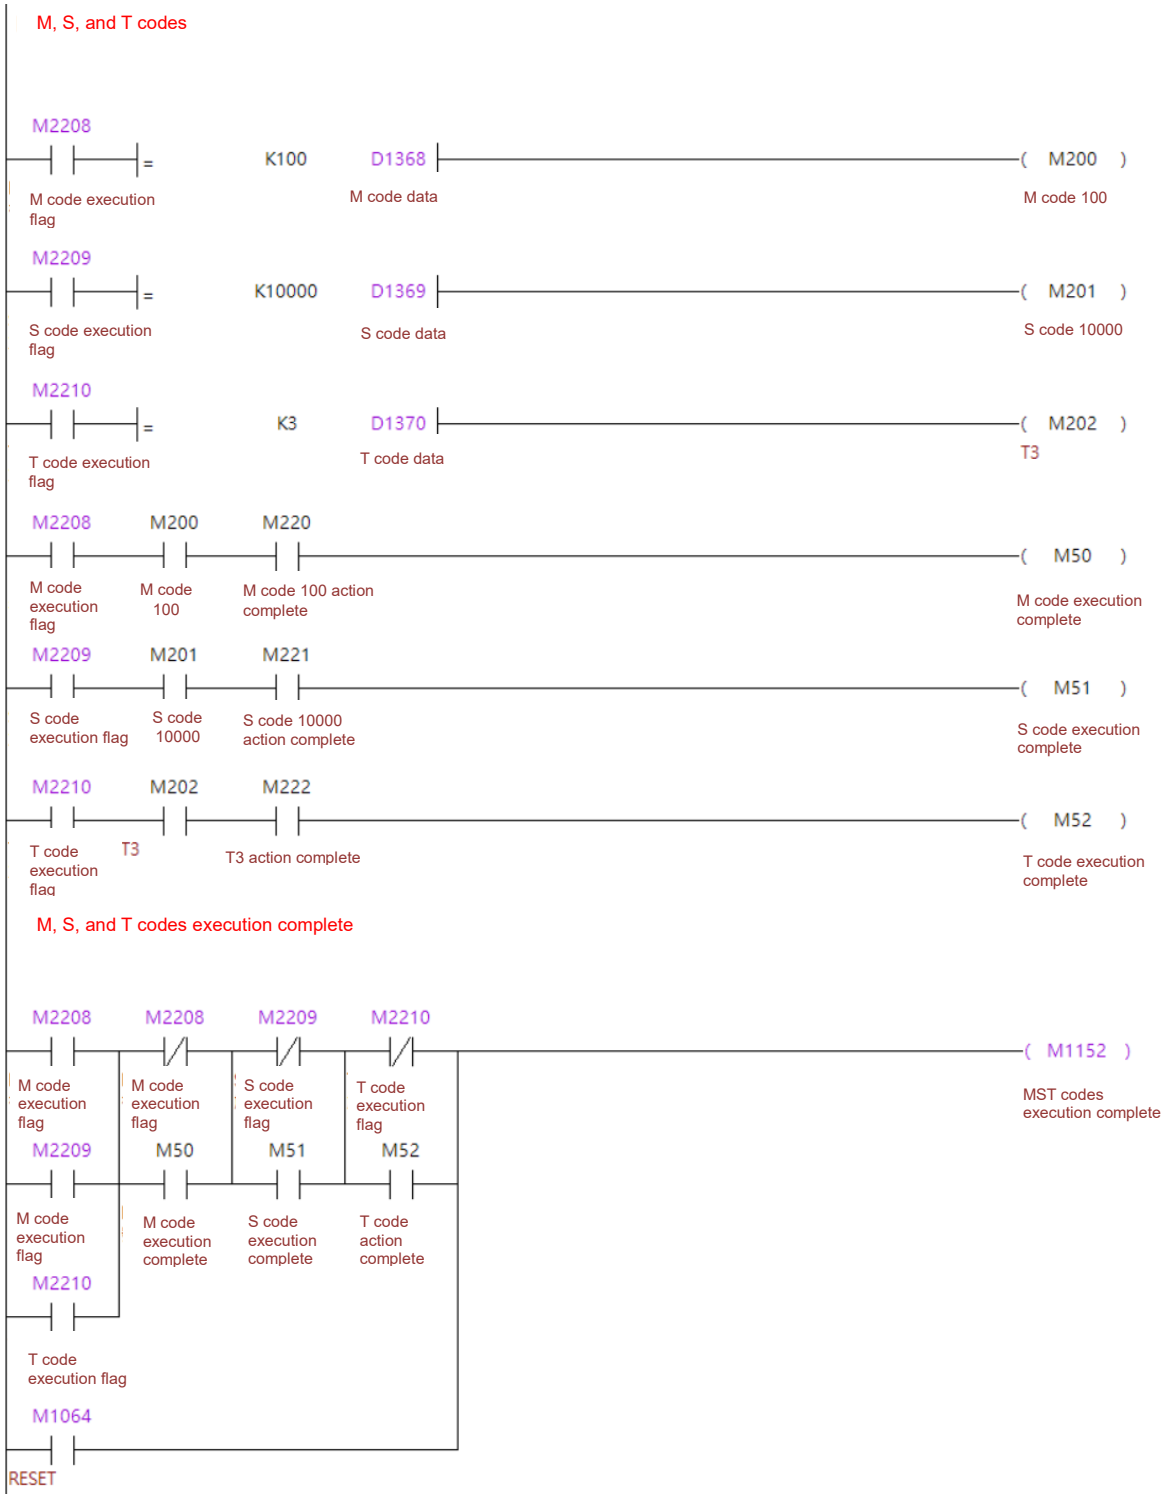 M, S, and T codes
M2208
= K100 D1368 ( M200 )
M code execution
flag
M code data
M code 100
M2209
= K10000 D1369 ( M201 )
S code execution
flag
S code data
S code 10000
M2210
= K3 D1370 ( M202 )
T code execution
flag
T code data
T3
M2208 M200 M220
( M50 )
M code
execution
flag
M code
100
M code 100 action
complete
M code execution
complete
M2209 M201 M221
( M51 )
S code
execution flag
S code
10000
S code 10000
action complete
S code execution
complete
M2210 M202 M222
( M52 )
T code
execution
flag
T3
T3 action complete
T code execution
complete
M, S, and T codes execution complete
M2208 M2208 M2209 M2210
( M1152 )
M code
execution
flag
M code
execution
flag
S code
execution
flag
T code
execution
flag
MST codes
execution complete
M2209 M50 M51 M52
M code
execution
flag
M code
execution
complete
S code
execution
complete
T code
action
complete
M2210
T code
execution flag
M1064
RESET